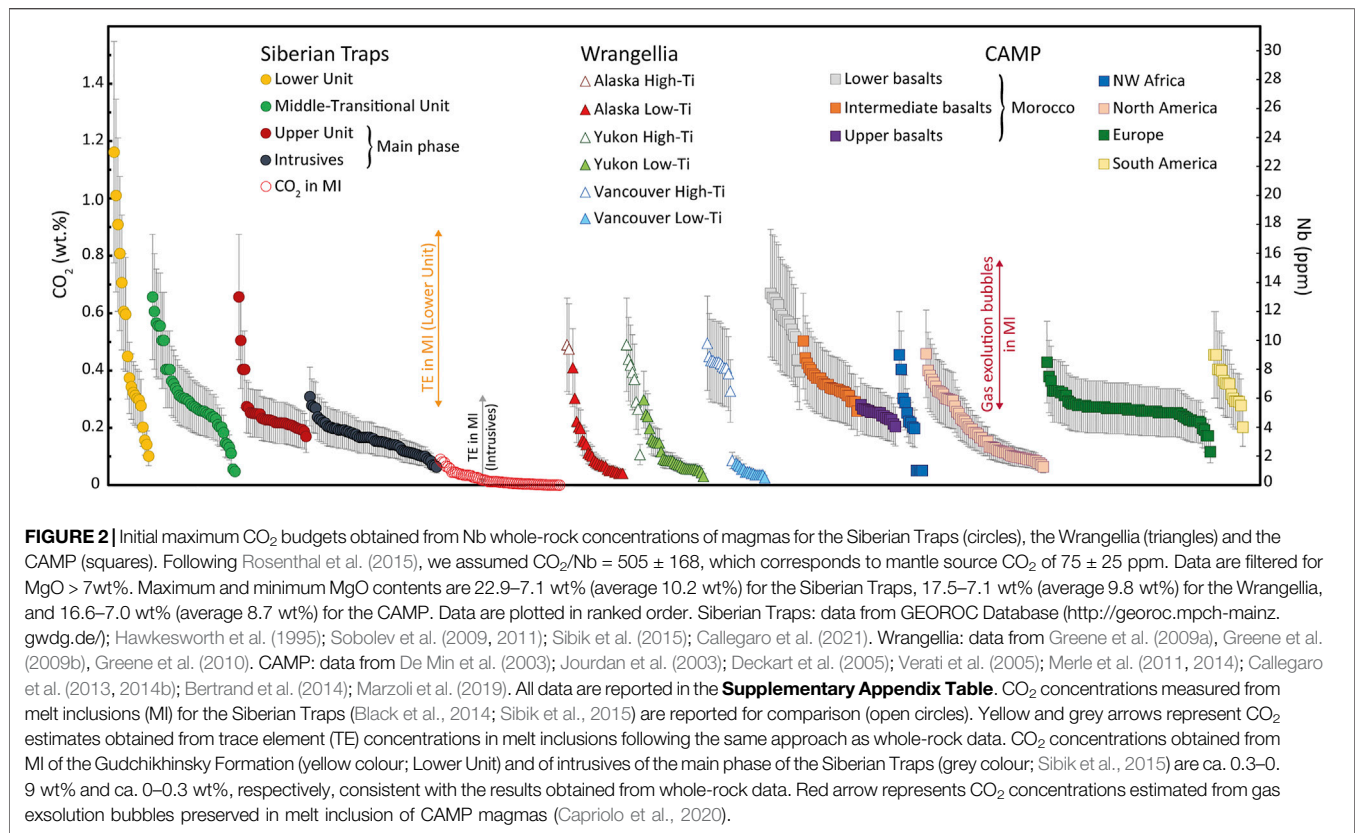 Siberian Traps
Lower Unit
Middle-Transitional Unit
Upper Unit
Intrusives
Main phase
CO2 in MI
Wrangellia
Alaska High-Ti
Alaska Low-Ti
Yukon High-Ti
Yukon Low-Ti
Vancouver High-Ti
Vancouver Low-Ti
CAMP
Lower basalts
Intermediate basalts
Upper basalts
Morocco
NW Africa
North America
Europe
South America
CO2 (wt.%)
1.4
1.2
1.0
0.8
0.6
0.4
0.2
0
Nb (ppm)
30
28
26
24
22
20
18
16
14
12
10
8
6
4
2
0
TE in MI (Lower Unit)
TE in MI
(Intrusives)
Gas exolution bubbles
in MI
FIGURE 2 | Initial maximum CO2 budgets obtained from Nb whole-rock concentrations of magmas for the Siberian Traps (circles), the Wrangellia (triangles) and the
CAMP (squares). Following Rosenthal et al. (2015), we assumed CO2/Nb = 505 ± 168, which corresponds to mantle source CO2 of 75 ± 25 ppm. Data are filtered for
MgO > 7wt%. Maximum and minimum MgO contents are 22.9–7.1 wt% (average 10.2 wt%) for the Siberian Traps, 17.5–7.1 wt% (average 9.8 wt%) for the Wrangellia,
and 16.6–7.0 wt% (average 8.7 wt%) for the CAMP. Data are plotted in ranked order. Siberian Traps: data from GEOROC Database (http://georoc.mpch-mainz.
gwdg.de/); Hawkesworth et al. (1995); Sobolev et al. (2009, 2011); Sibik et al. (2015); Callegaro et al. (2021). Wrangellia: data from Greene et al. (2009a), Greene et al.
(2009b), Greene et al. (2010). CAMP: data from De Min et al. (2003); Jourdan et al. (2003); Deckart et al. (2005); Verati et al. (2005); Merle et al. (2011, 2014); Callegaro
et al. (2013, 2014b); Bertrand et al. (2014); Marzoli et al. (2019). All data are reported in the Supplementary Appendix Table. CO2 concentrations measured from
melt inclusions (MI) for the Siberian Traps (Black et al., 2014; Sibik et al., 2015) are reported for comparison (open circles). Yellow and grey arrows represent CO2
estimates obtained from trace element (TE) concentrations in melt inclusions following the same approach as whole-rock data. CO2 concentrations obtained from
MI of the Gudchikhinsky Formation (yellow colour; Lower Unit) and of intrusives of the main phase of the Siberian Traps (grey colour; Sibik et al., 2015) are ca. 0.3–0.
9 wt% and ca. 0–0.3 wt%, respectively, consistent with the results obtained from whole-rock data. Red arrow represents CO2 concentrations estimated from gas
exsolution bubbles preserved in melt inclusion of CAMP magmas (Capriolo et al., 2020).